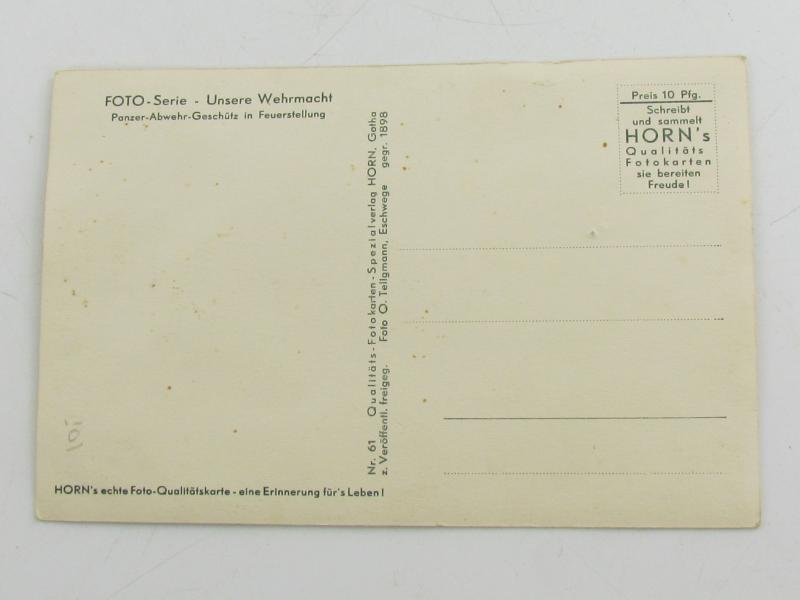 FOTO-Serie - Unsere Wehrmacht
Panzer-Abwehr-Geschütz in Feuerstellung
HORN's echte Foto-Qualitätskarte - eine Erinnerung für's Leben!
Nr. 61 Qualitäts-Fotokarten-Spezialverlag HORN, Gotha
z. Veröffentl. freigeg. Foto O. Tellgmann, Eschwege gegr. 1898
Preis 10 Pfg.
Schreibt
und sammelt
HORN's
Qualitäts
Fotokarten
sie bereiten
Freude!